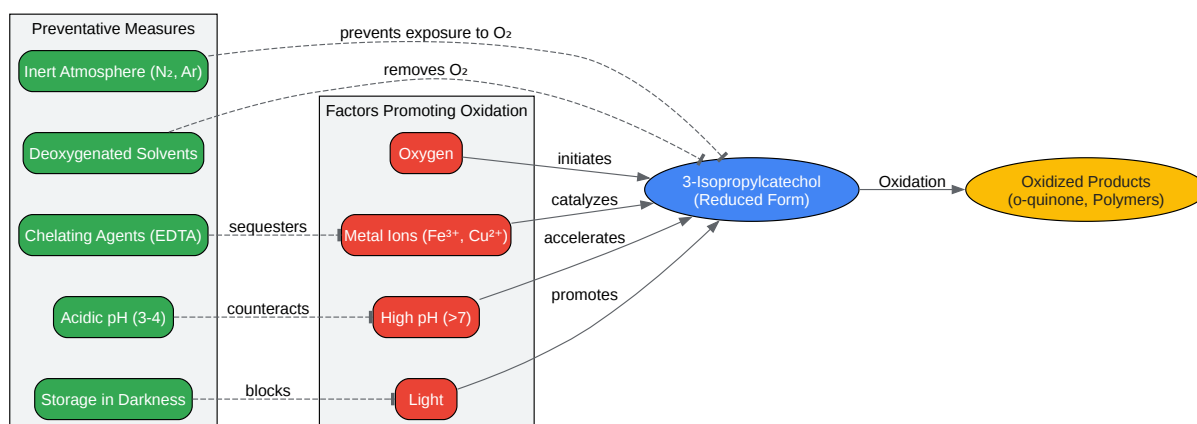 Preventative Measures
Inert Atmosphere (N₂, Ar)
prevents exposure to O₂
Deoxygenated Solvents
removes O₂
Chelating Agents (EDTA)
sequesters
Acidic pH (3-4)
counteracts
Storage in Darkness
blocks
Factors Promoting Oxidation
Oxygen
initiates
Metal Ions (Fe³⁺, Cu²⁺)
catalyzes
High pH (>7)
accelerates
Light
promotes
3-Isopropylcatechol
(Reduced Form)
Oxidation
Oxidized Products
(o-quinone, Polymers)